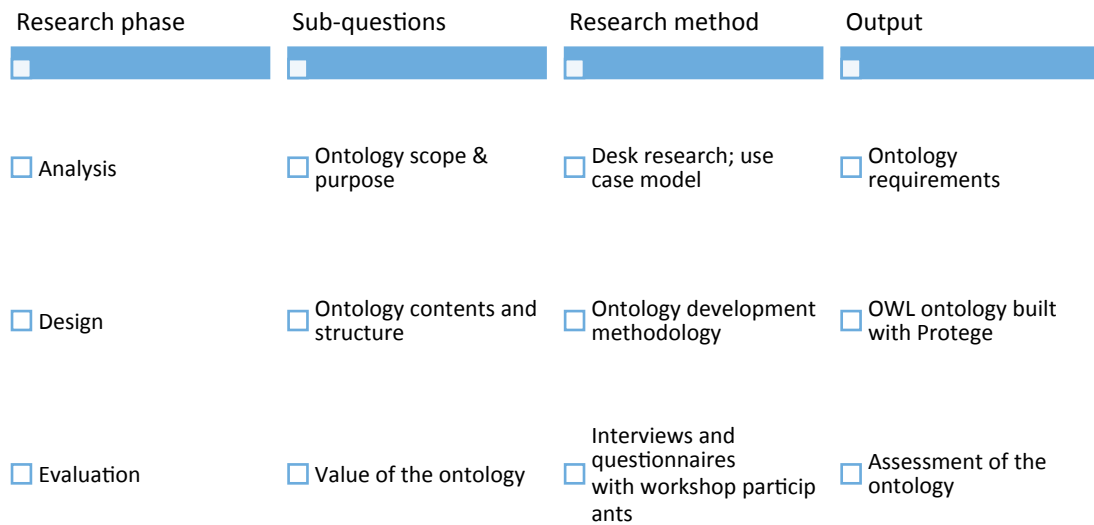 Research phase
Sub-questions
Research method
Output
Analysis
Ontology scope &
purpose
Desk research; use
case model
Ontology
requirements
Design
Ontology contents and
structure
Ontology development
methodology
OWL ontology built
with Protege
Evaluation
Value of the ontology
Interviews and
questionnaires
with workshop particip
ants
Assessment of the
ontology